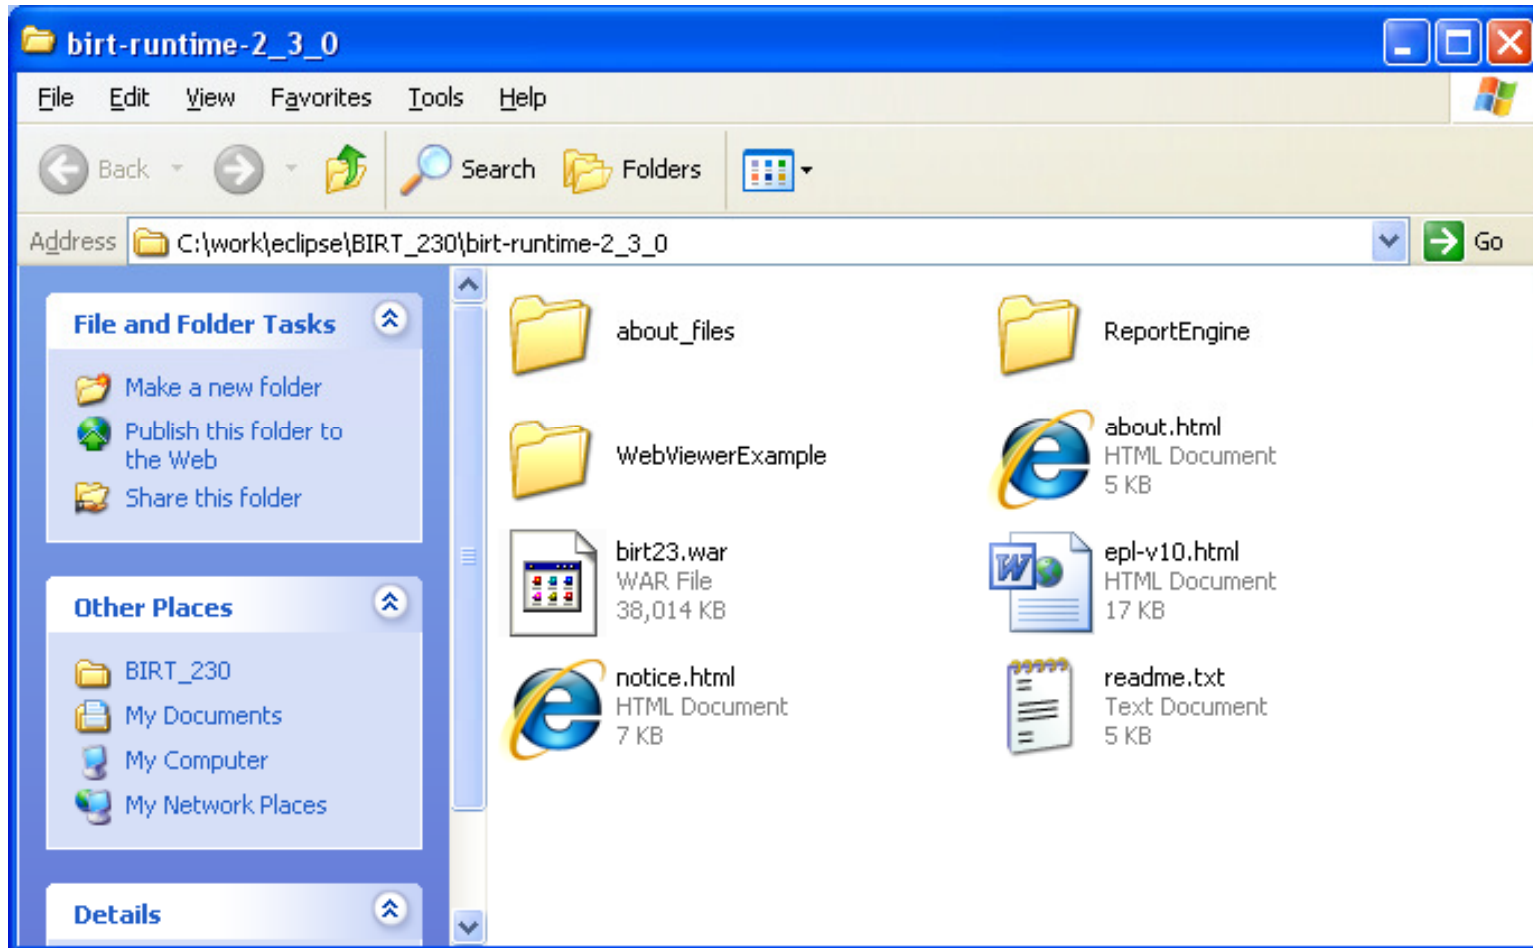 birt-runtime-2_3_0
File Edit View Favorites Tools Help
Back Search Folders
Address C:\work\eclipse\BIRT_230\birt-runtime-2_3_0 Go
File and Folder Tasks
Make a new folder
Publish this folder to
the Web
Share this folder
Other Places
BIRT_230
My Documents
My Computer
My Network Places
Details
about_files
ReportEngine
WebViewerExample
about.html
HTML Document
5 KB
birt23.war
WAR File
38,014 KB
epl-v10.html
HTML Document
17 KB
notice.html
HTML Document
7 KB
readme.txt
Text Document
5 KB